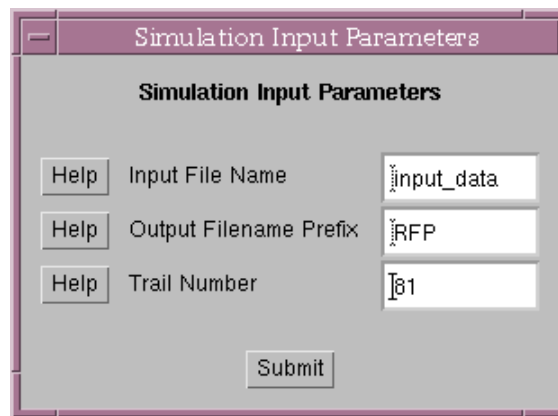 Simulation Input Parameters
Simulation Input Parameters
Help Input File Name input_data
Help Output Filename Prefix RFP
Help Trail Number 81
Submit